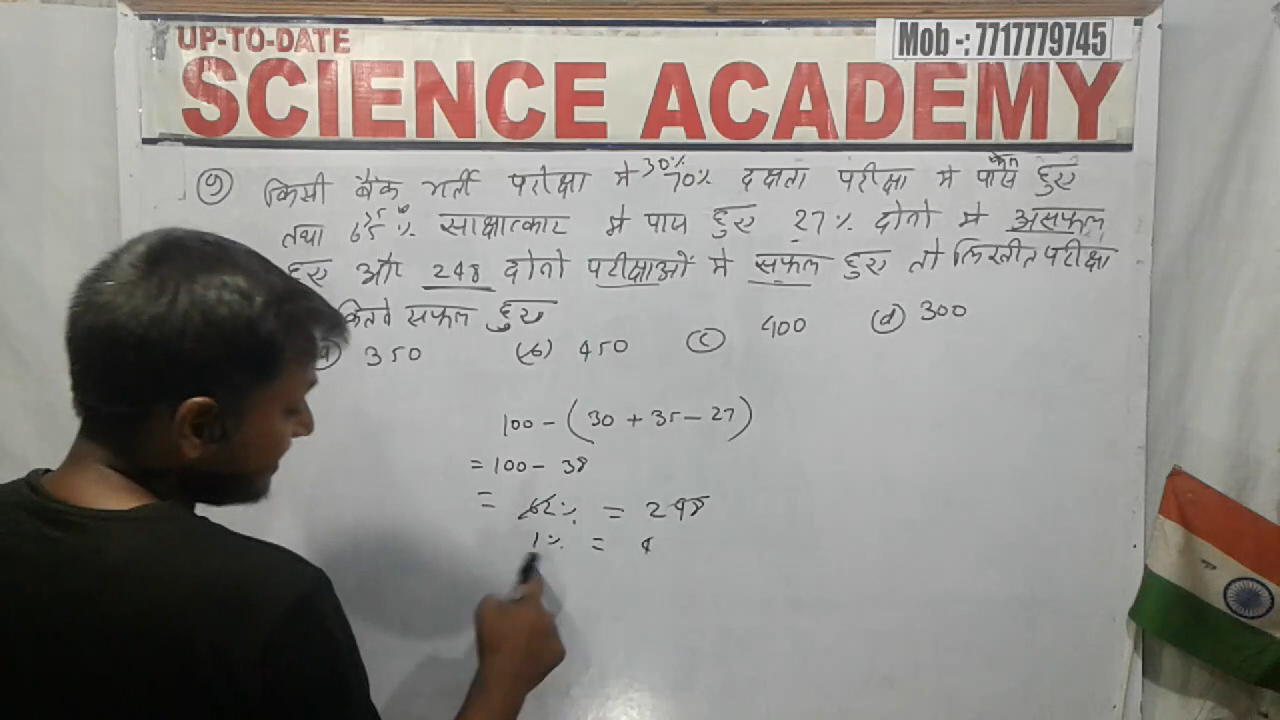 UP-TO-DATE
Mob -: 7717779745
SCIENCE ACADEMY
9 किसी बैंक भर्ती परीक्षा मे 30% 70% दक्षता परीक्षा मे पास फेल हुए
तथा 65% 35% साक्षात्कार मे पास हुए 27% दोनो मे असफल
हुए और 248 दोनो परीक्षाओं मे सफल हुए तो लिखीत परीक्षा
कितने सफल हुए
350 (b) 450 (c) 400 (d) 300
100 - (30 + 35 - 27)
= 100 - 38
= 62% = 248
1% = 4